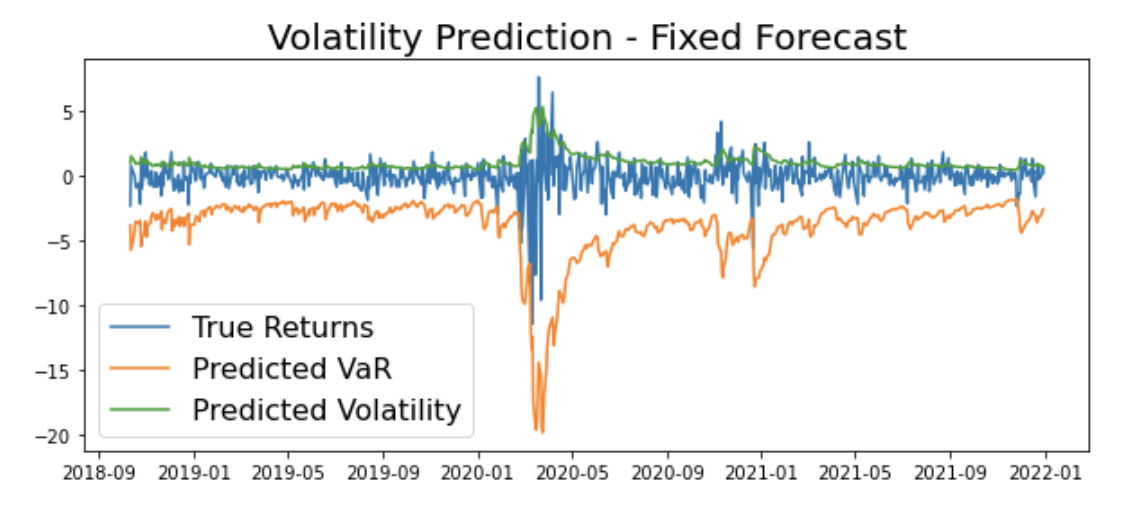 Volatility Prediction - Fixed Forecast
5
0
−5
−10
−15
−20
True Returns
Predicted VaR
Predicted Volatility
2018-09 2019-01 2019-05 2019-09 2020-01 2020-05 2020-09 2021-01 2021-05 2021-09 2022-01